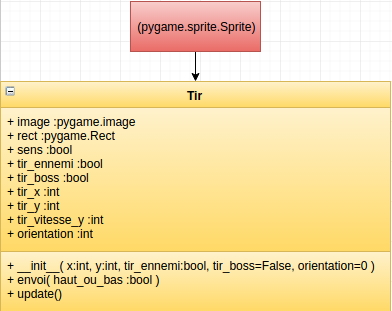 (pygame.sprite.Sprite)
Tir
+ image :pygame.image
+ rect :pygame.Rect
+ sens :bool
+ tir_ennemi :bool
+ tir_boss :bool
+ tir_x :int
+ tir_y :int
+ tir_vitesse_y :int
+ orientation :int
+ __init__( x:int, y:int, tir_ennemi:bool, tir_boss=False, orientation=0 )
+ envoi( haut_ou_bas :bool )
+ update()